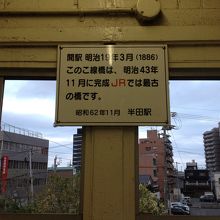 開駅 明治19年3月(1886)
このこ線橋は、明治43年
11月に完成JRでは最古
の橋です。
昭和62年11月 半田駅